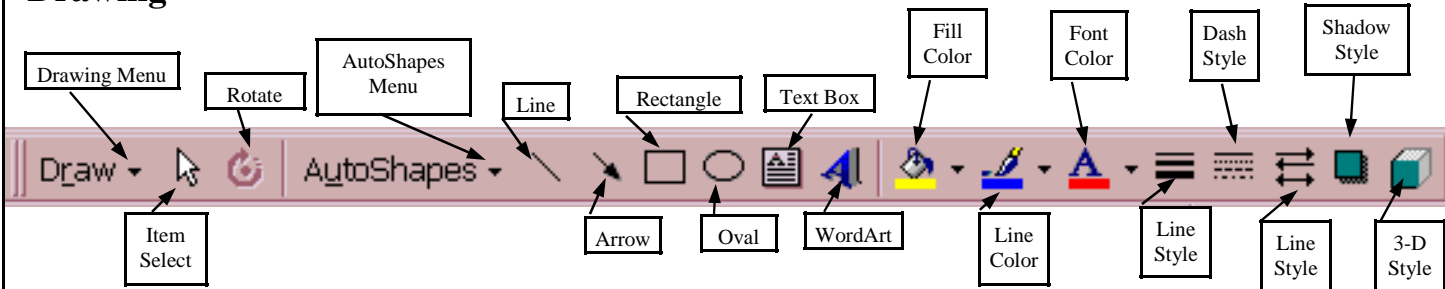 Drawing
Drawing Menu
Rotate
AutoShapes
Menu
Line
Rectangle
Text Box
Fill
Color
Font
Color
Dash
Style
Shadow
Style
Draw
AutoShapes
A
Item
Select
Arrow
Oval
WordArt
Line
Color
Line
Style
Line
Style
3-D
Style